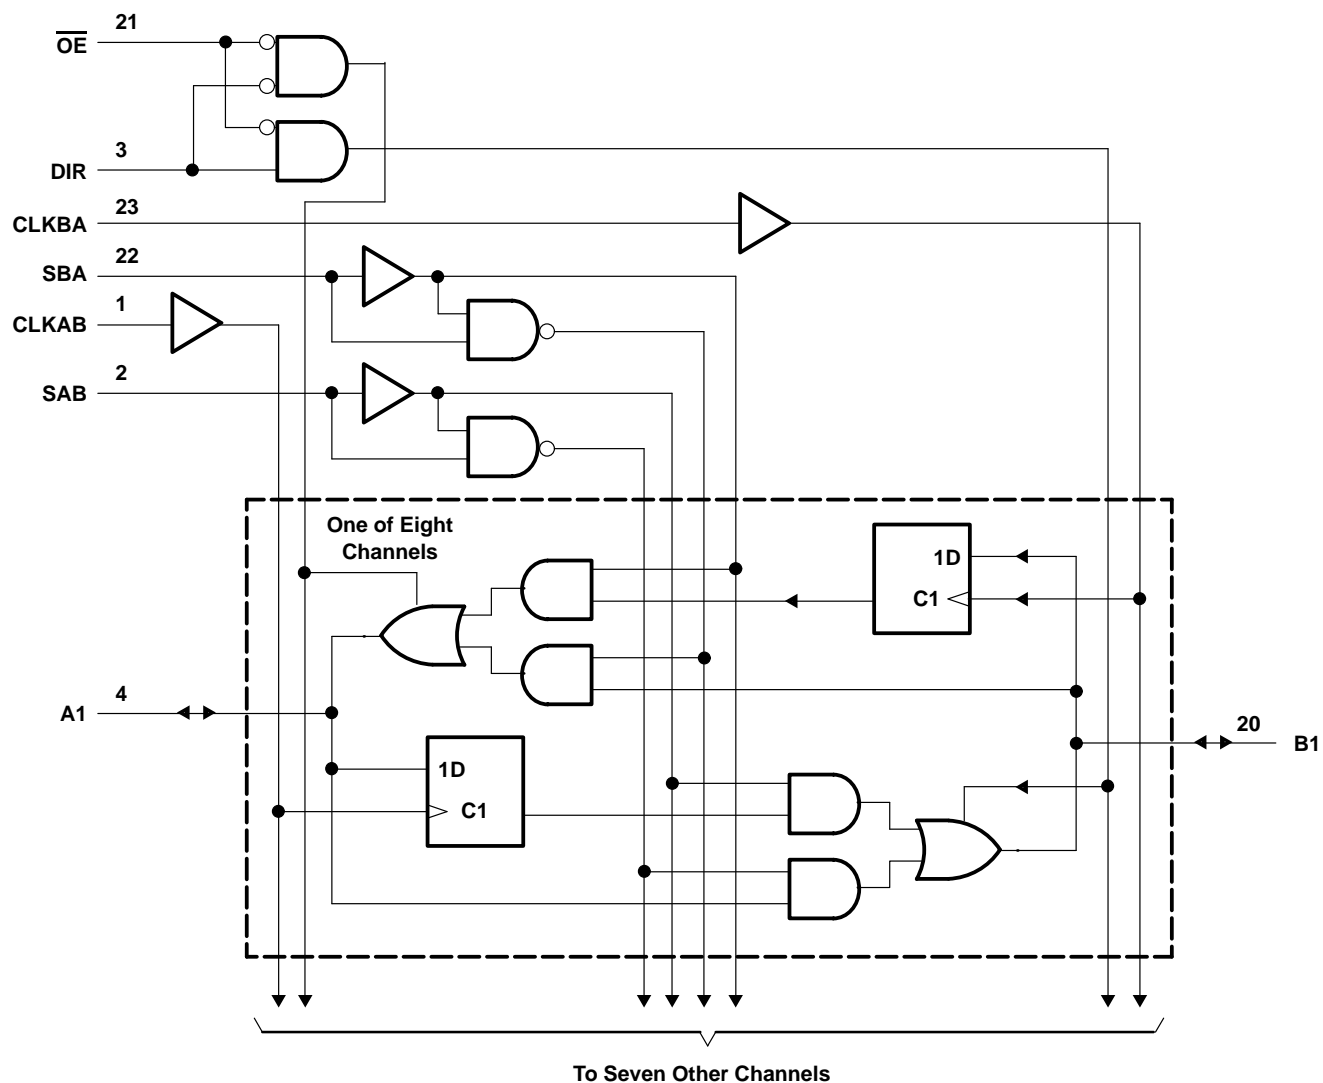 21
OE
3
DIR
23
CLKBA
22
SBA
1
CLKAB
2
SAB
One of Eight
Channels
1D
C1
4
A1
20
B1
1D
C1
To Seven Other Channels